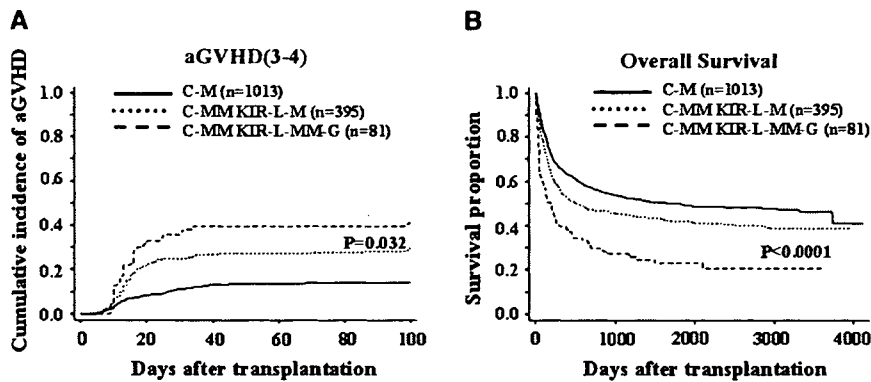 A
aGVHD(3-4)
Cumulative incidence of aGVHD
1.0
0.8
0.6
0.4
0.2
0.0
C-M (n=1013)
C-MM KIR-L-M (n=395)
C-MM KIR-L-MM-G (n=81)
P=0.032
0 20 40 60 80 100
Days after transplantation
B
Overall Survival
Survival proportion
1.0
0.8
0.6
0.4
0.2
0.0
C-M (n=1013)
C-MM KIR-L-M (n=395)
C-MM KIR-L-MM-G (n=81)
P<0.0001
0 1000 2000 3000 4000
Days after transplantation